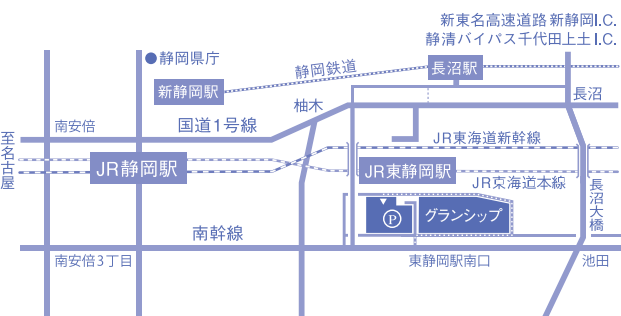 新東名高速道路 新静岡I.C.
静清バイパス千代田上土I.C.
静岡県庁
静岡鉄道
長沼駅
新静岡駅
柚木
長沼
南安倍
国道1号線
JR東海道新幹線
至名古屋
JR静岡駅
JR東静岡駅
JR東海道本線
長沼大橋
P
グランシップ
南幹線
南安倍3丁目
東静岡駅南口
池田